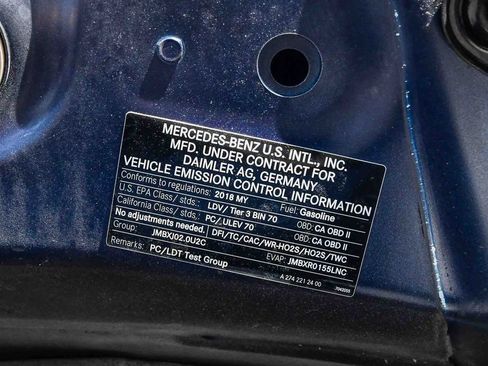 MERCEDES-BENZ U.S. INTL., INC.
MFD. UNDER CONTRACT FOR
DAIMLER AG, GERMANY
VEHICLE EMISSION CONTROL INFORMATION
Conforms to regulations: 2018 MY Fuel: Gasoline
U.S. EPA Class/ stds.: LDV/ Tier 3 BIN 70 OBD: CA OBD II
California Class/ stds.: PC/ ULEV 70 OBD: CA OBD II
No adjustments needed. DFI/TC/CAC/WR-HO2S/HO2S/TWC
Group: JMBXJ02.0U2C EVAP: JMBXR0155LNC
Remarks: PC/LDT Test Group
A 274 221 24 00